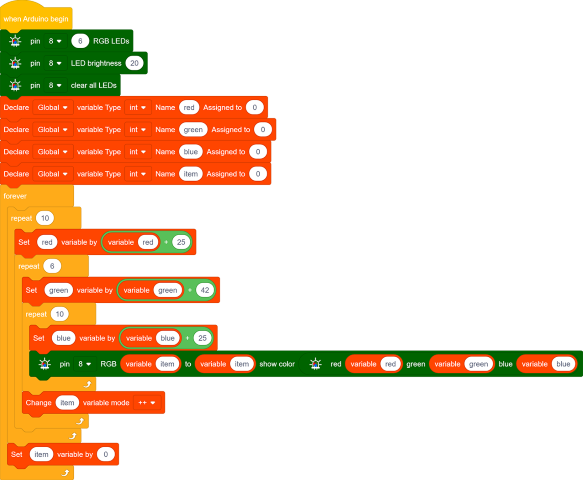 when Arduino begin
pin 8 6 RGB LEDs
pin 8 LED brightness 20
pin 8 clear all LEDs
Declare Global variable Type int Name red Assigned to 0
Declare Global variable Type int Name green Assigned to 0
Declare Global variable Type int Name blue Assigned to 0
Declare Global variable Type int Name item Assigned to 0
forever
repeat 10
Set red variable by variable red + 25
repeat 6
Set green variable by variable green + 42
repeat 10
Set blue variable by variable blue + 25
pin 8 RGB variable item to variable item show color red variable red green variable green blue variable blue
Change item variable mode ++
Set item variable by 0